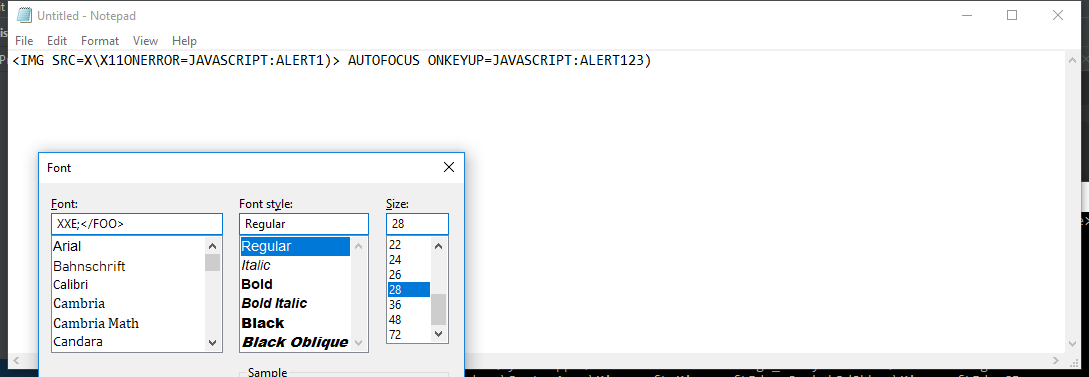 Untitled - Notepad
File Edit Format View Help
<IMG SRC=X\X11ONERROR=JAVASCRIPT:ALERT1)> AUTOFOCUS ONKEYUP=JAVASCRIPT:ALERT123)
Font
Font: Font style: Size:
XXE;</FOO> Regular 28
Arial Regular 22
Bahnschrift Italic 24
Calibri Bold 26
Cambria Bold Italic 28
Cambria Math Black 36
Candara Black Oblique 48
72
Sample